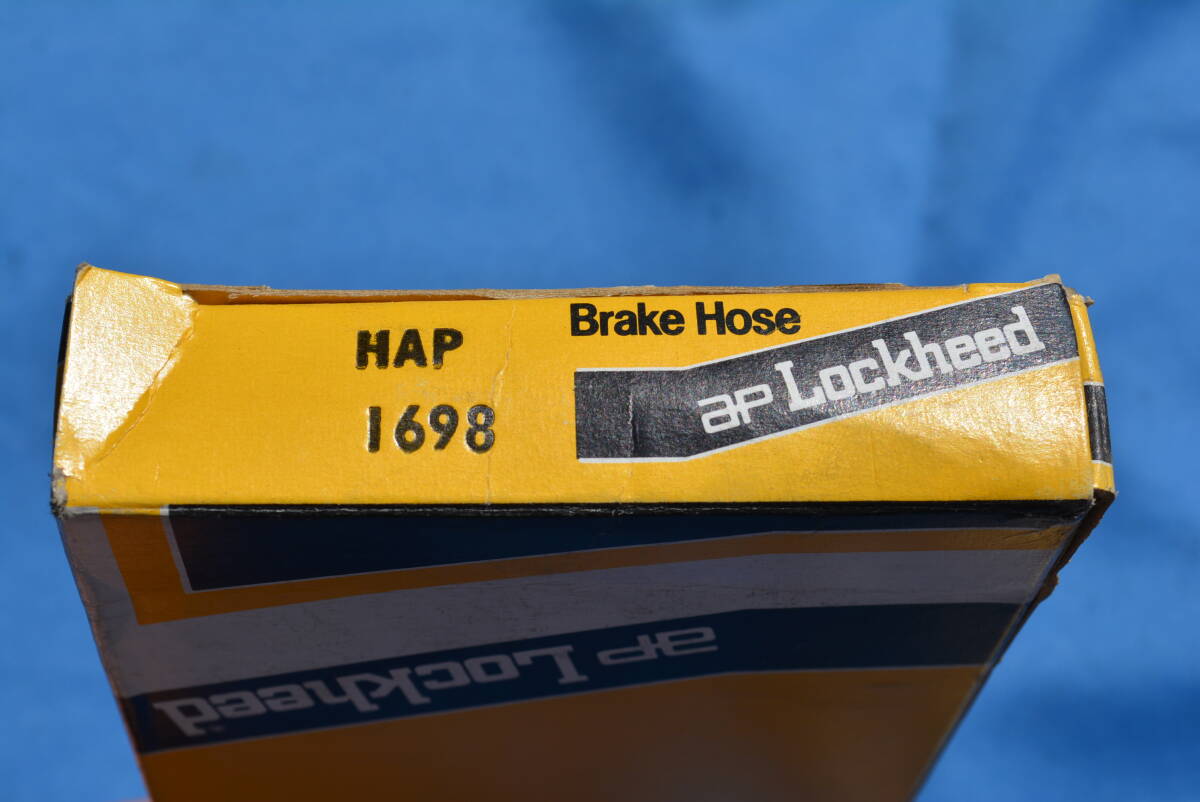 HAP
1698
Brake Hose
ap Lockheed
ap Lockheed